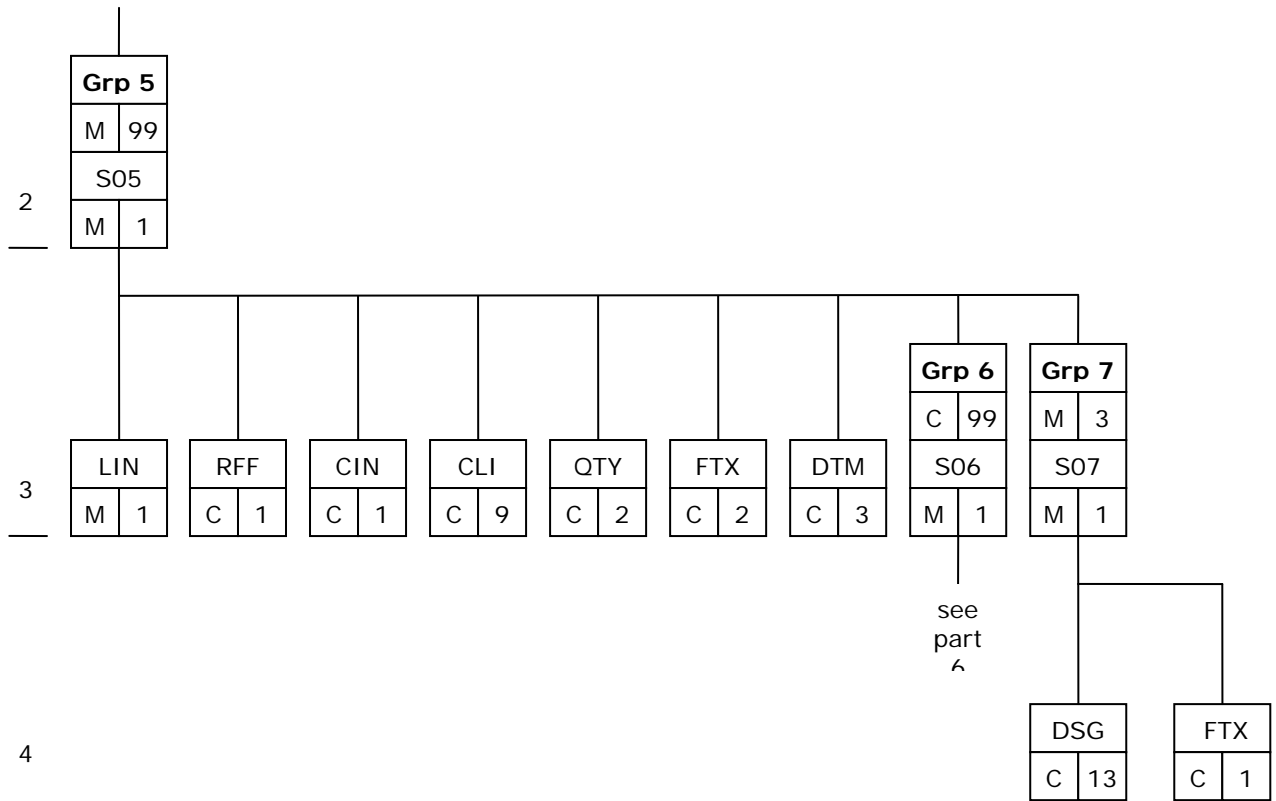 Grp 5
M 99
S05
2
M 1
Grp 6 Grp 7
C 99 M 3
LIN RFF CIN CLI QTY FTX DTM S06 S07
3
M 1 C 1 C 1 C 9 C 2 C 2 C 3 M 1 M 1
see
part
6
DSG FTX
4
C 13 C 1